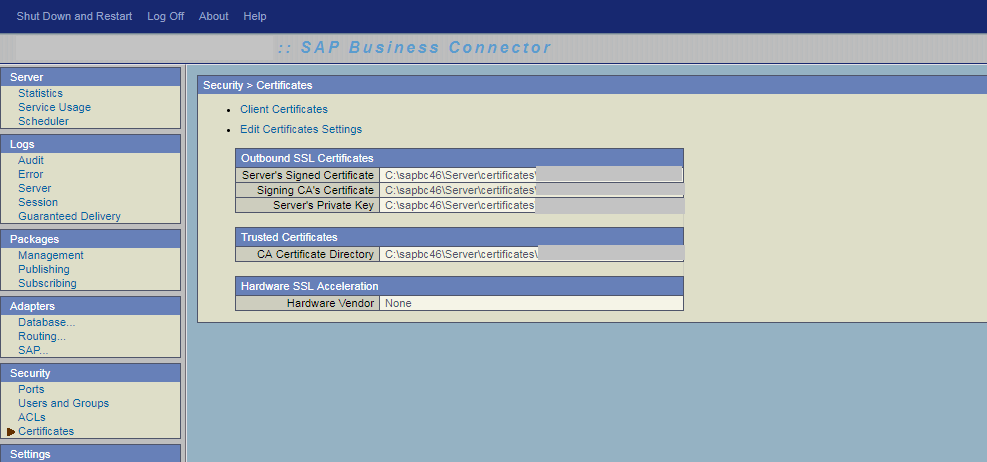 Shut Down and Restart Log Off About Help
:: SAP Business Connector
Server
Statistics
Service Usage
Scheduler
Logs
Audit
Error
Server
Session
Guaranteed Delivery
Packages
Management
Publishing
Subscribing
Adapters
Database...
Routing...
SAP...
Security
Ports
Users and Groups
ACLs
Certificates
Settings
Security > Certificates
Client Certificates
Edit Certificates Settings
Outbound SSL Certificates
Server's Signed Certificate C:\sapbc46\Server\certificates\
Signing CA's Certificate C:\sapbc46\Server\certificates\
Server's Private Key C:\sapbc46\Server\certificates
Trusted Certificates
CA Certificate Directory C:\sapbc46\Server\certificates\
Hardware SSL Acceleration
Hardware Vendor None